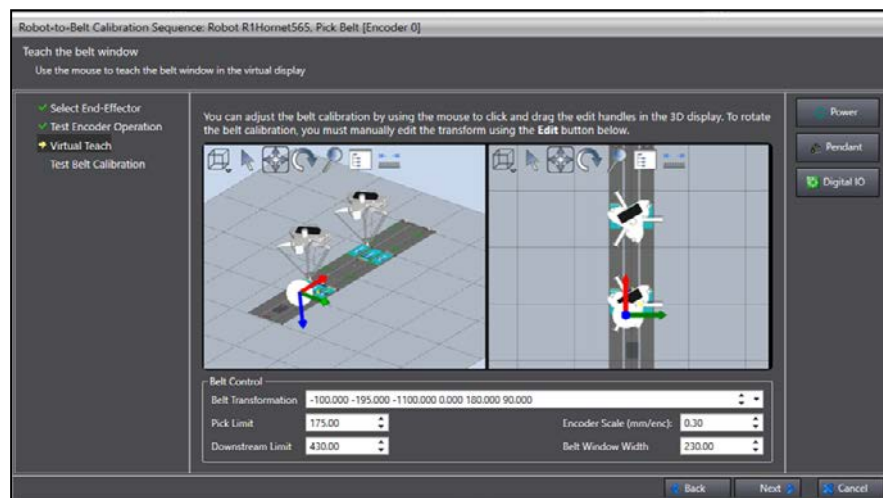 Robot-to-Belt Calibration Sequence: Robot R1Hornet565, Pick Belt [Encoder 0]
Teach the belt window
Use the mouse to teach the belt window in the virtual display
Select End-Effector
Test Encoder Operation
Virtual Teach
Test Belt Calibration
You can adjust the belt calibration by using the mouse to click and drag the edit handles in the 3D display. To rotate
the belt calibration, you must manually edit the transform using the Edit button below.
Power
Pendant
Digital IO
Belt Control
Belt Transformation -100.000 -195.000 -1100.000 0.000 180.000 90.000
Pick Limit 175.00 Encoder Scale (mm/enc): 0.30
Downstream Limit 430.00 Belt Window Width 230.00
Back Next Cancel